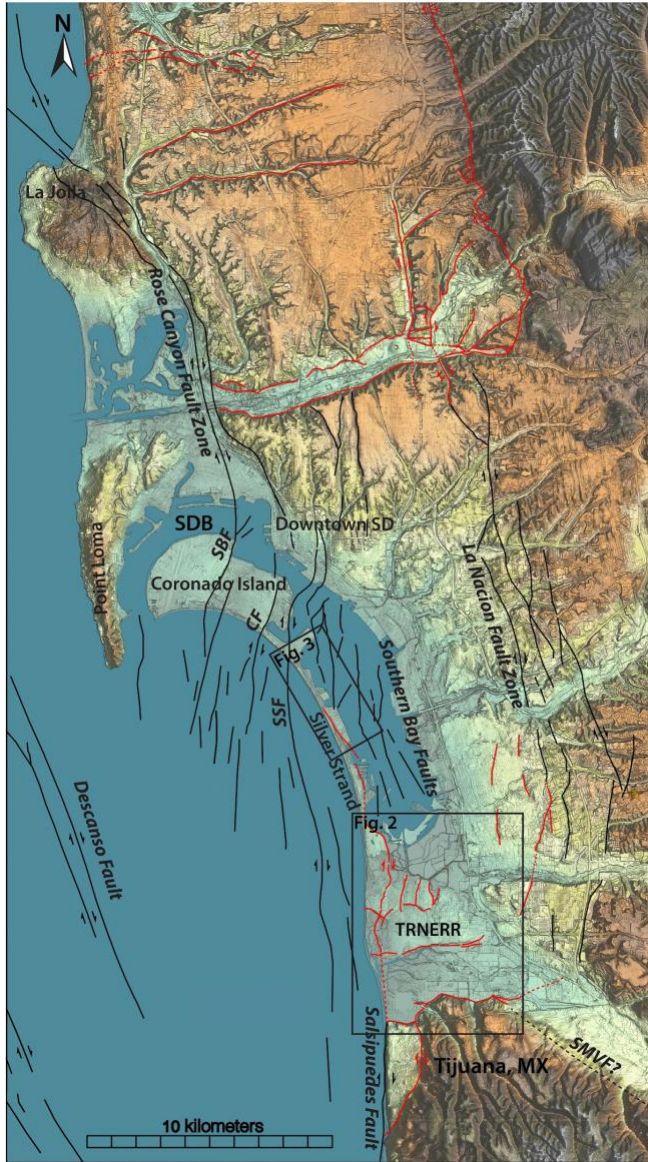 N
La Jolla
Rose Canyon Fault Zone
Point Loma
SDB
Downtown SD
SBF
Coronado Island
La Nacion Fault Zone
CF
Fig. 3
Southern Bay Faults
SSF
Silver Strand
Descanso Fault
Fig. 2
TRNERR
Salsipuedes Fault
SMVF?
Tijuana, MX
10 kilometers